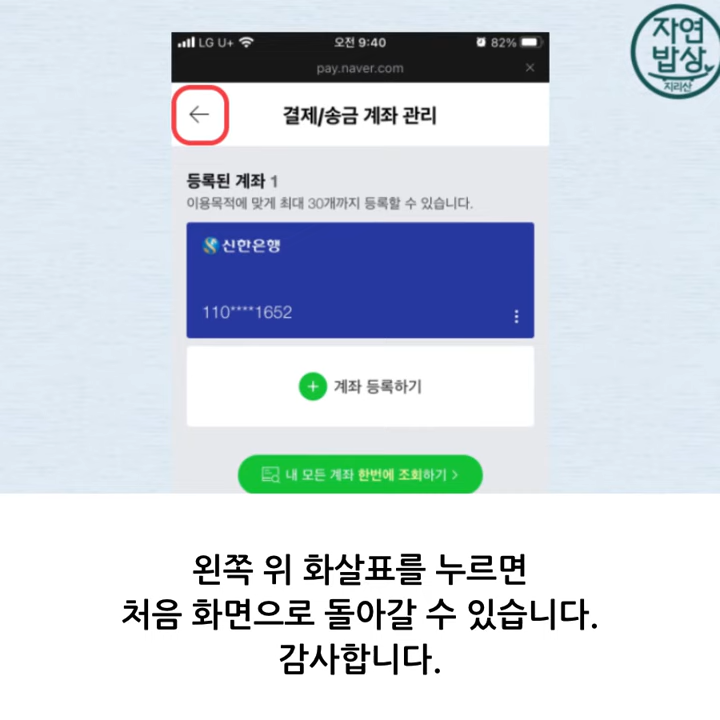 LG U+ 오전 9:40 82%
pay.naver.com ×
자연
밥상
지리산
← 결제/송금 계좌 관리
등록된 계좌 1
이용목적에 맞게 최대 30개까지 등록할 수 있습니다.
신한은행
110****1652
+ 계좌 등록하기
내 모든 계좌 한번에 조회하기 >
왼쪽 위 화살표를 누르면
처음 화면으로 돌아갈 수 있습니다.
감사합니다.